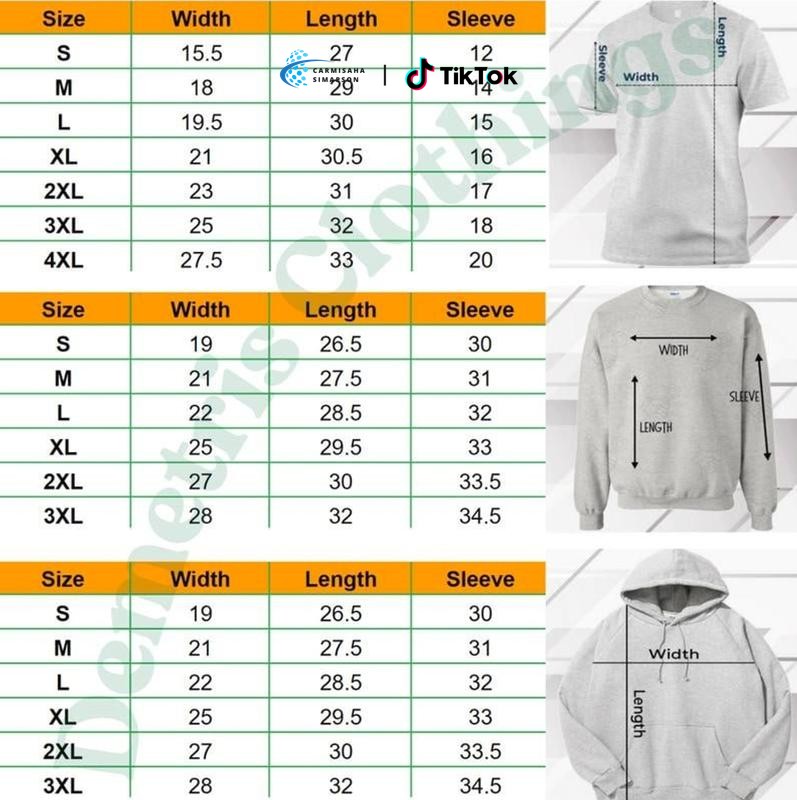 Size Width Length Sleeve
S 15.5 27 12
M 18 29 14
L 19.5 30 15
XL 21 30.5 16
2XL 23 31 17
3XL 25 32 18
4XL 27.5 33 20
CARMISAHA
SIMARSON
| TikTok
Sleeve
Width
Length
Size Width Length Sleeve
S 19 26.5 30
M 21 27.5 31
L 22 28.5 32
XL 25 29.5 33
2XL 27 30 33.5
3XL 28 32 34.5
WIDTH
SLEEVE
LENGTH
Size Width Length Sleeve
S 19 26.5 30
M 21 27.5 31
L 22 28.5 32
XL 25 29.5 33
2XL 27 30 33.5
3XL 28 32 34.5
Width
Length
Demetris Clothings